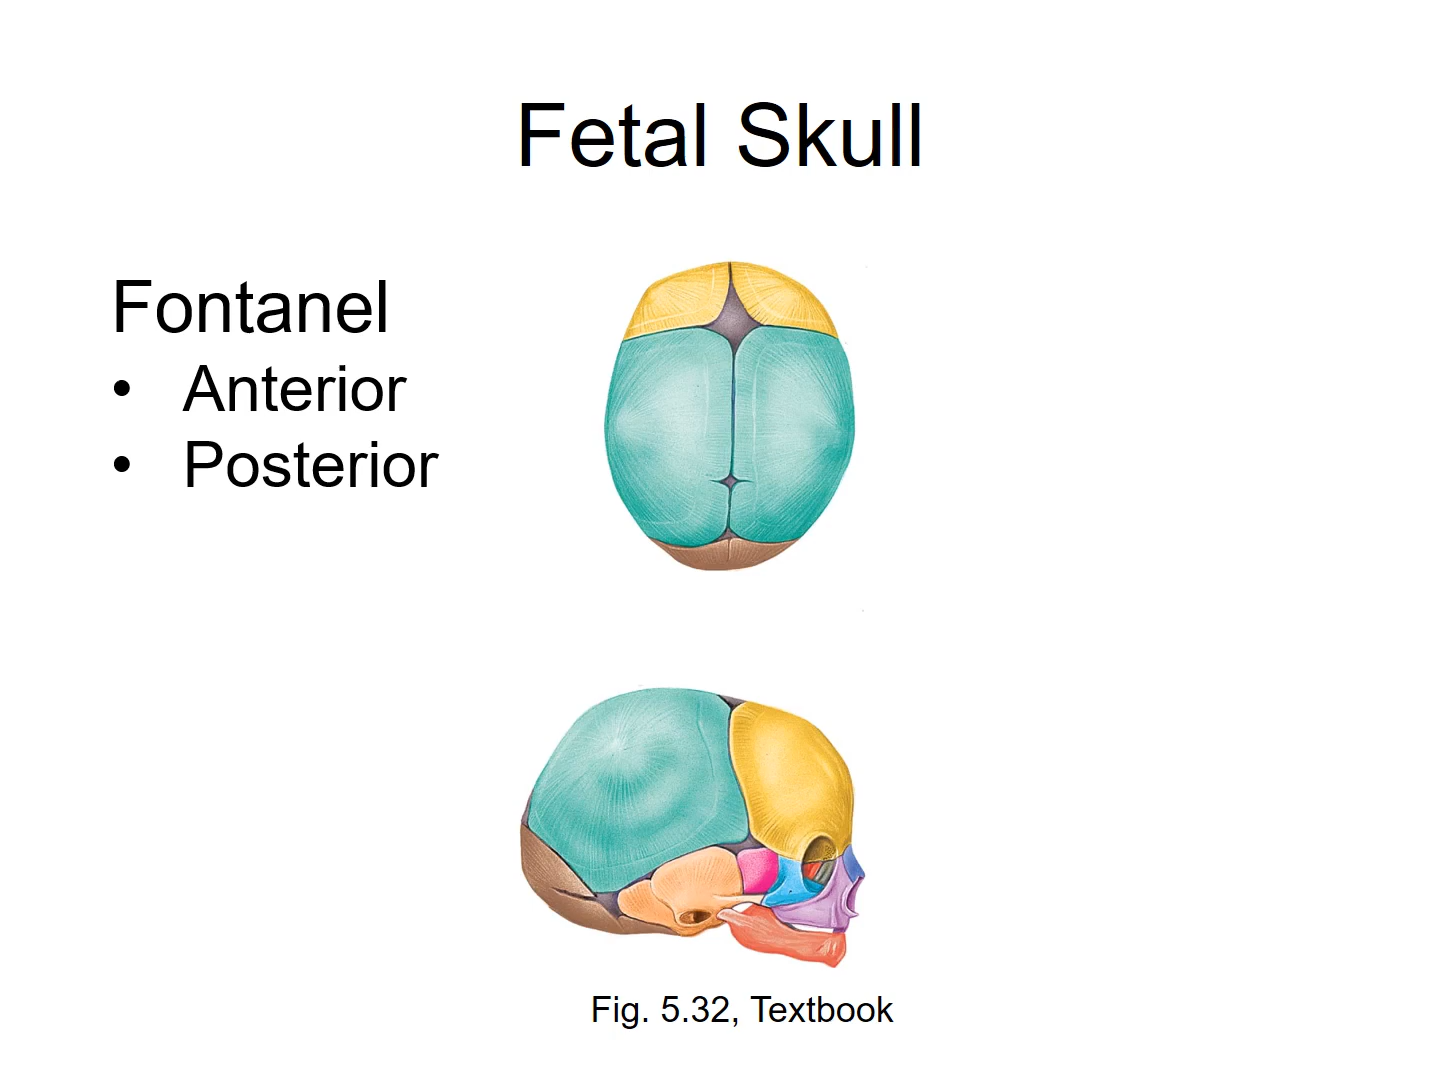 Fetal Skull
Fontanel
• Anterior
• Posterior
Fig. 5.32, Textbook